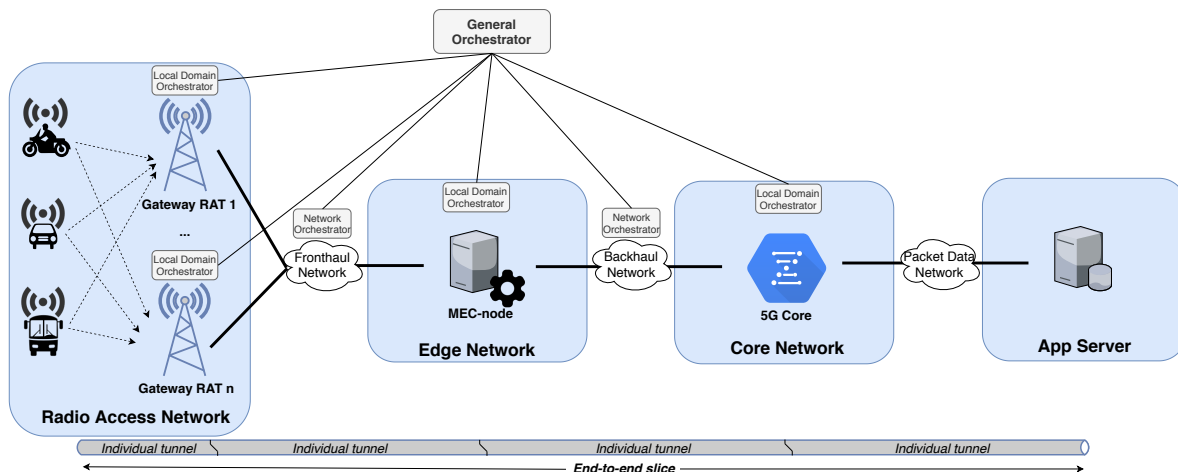 General
Orchestrator
Local Domain
Orchestrator
Gateway RAT 1
...
Local Domain
Orchestrator
Gateway RAT n
Radio Access Network
Network
Orchestrator
Fronthaul
Network
Local Domain
Orchestrator
MEC-node
Edge Network
Network
Orchestrator
Backhaul
Network
Local Domain
Orchestrator
5G Core
Core Network
Packet Data
Network
App Server
Individual tunnel
Individual tunnel
Individual tunnel
Individual tunnel
End-to-end slice